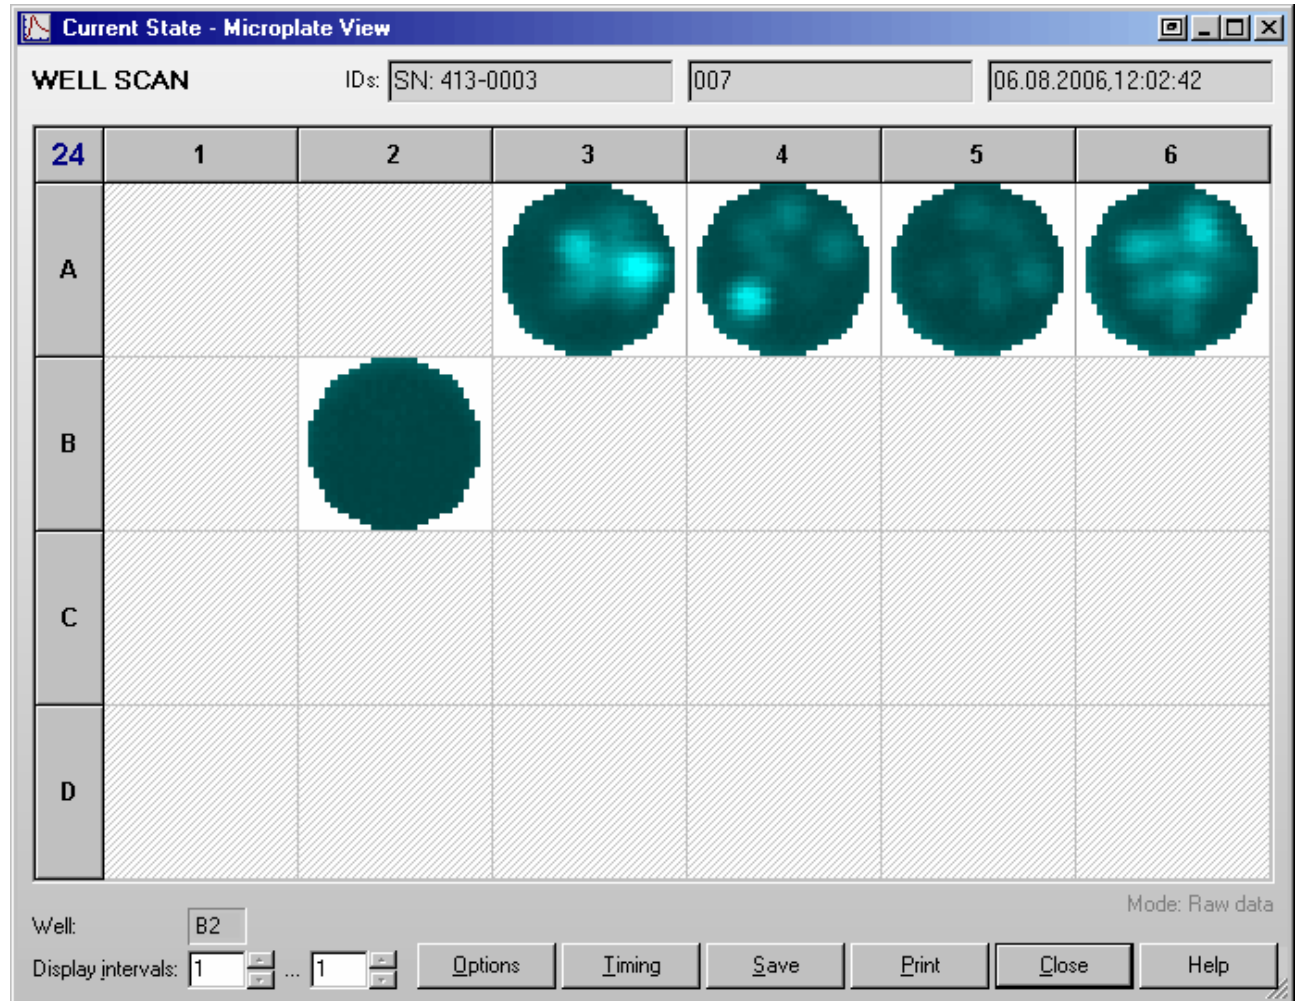 Current State - Microplate View
WELL SCAN IDs: SN: 413-0003 007 06.08.2006,12:02:42
24 1 2 3 4 5 6
A
B
C
D
Mode: Raw data
Well: B2
Display intervals: 1 ... 1 Options Timing Save Print Close Help